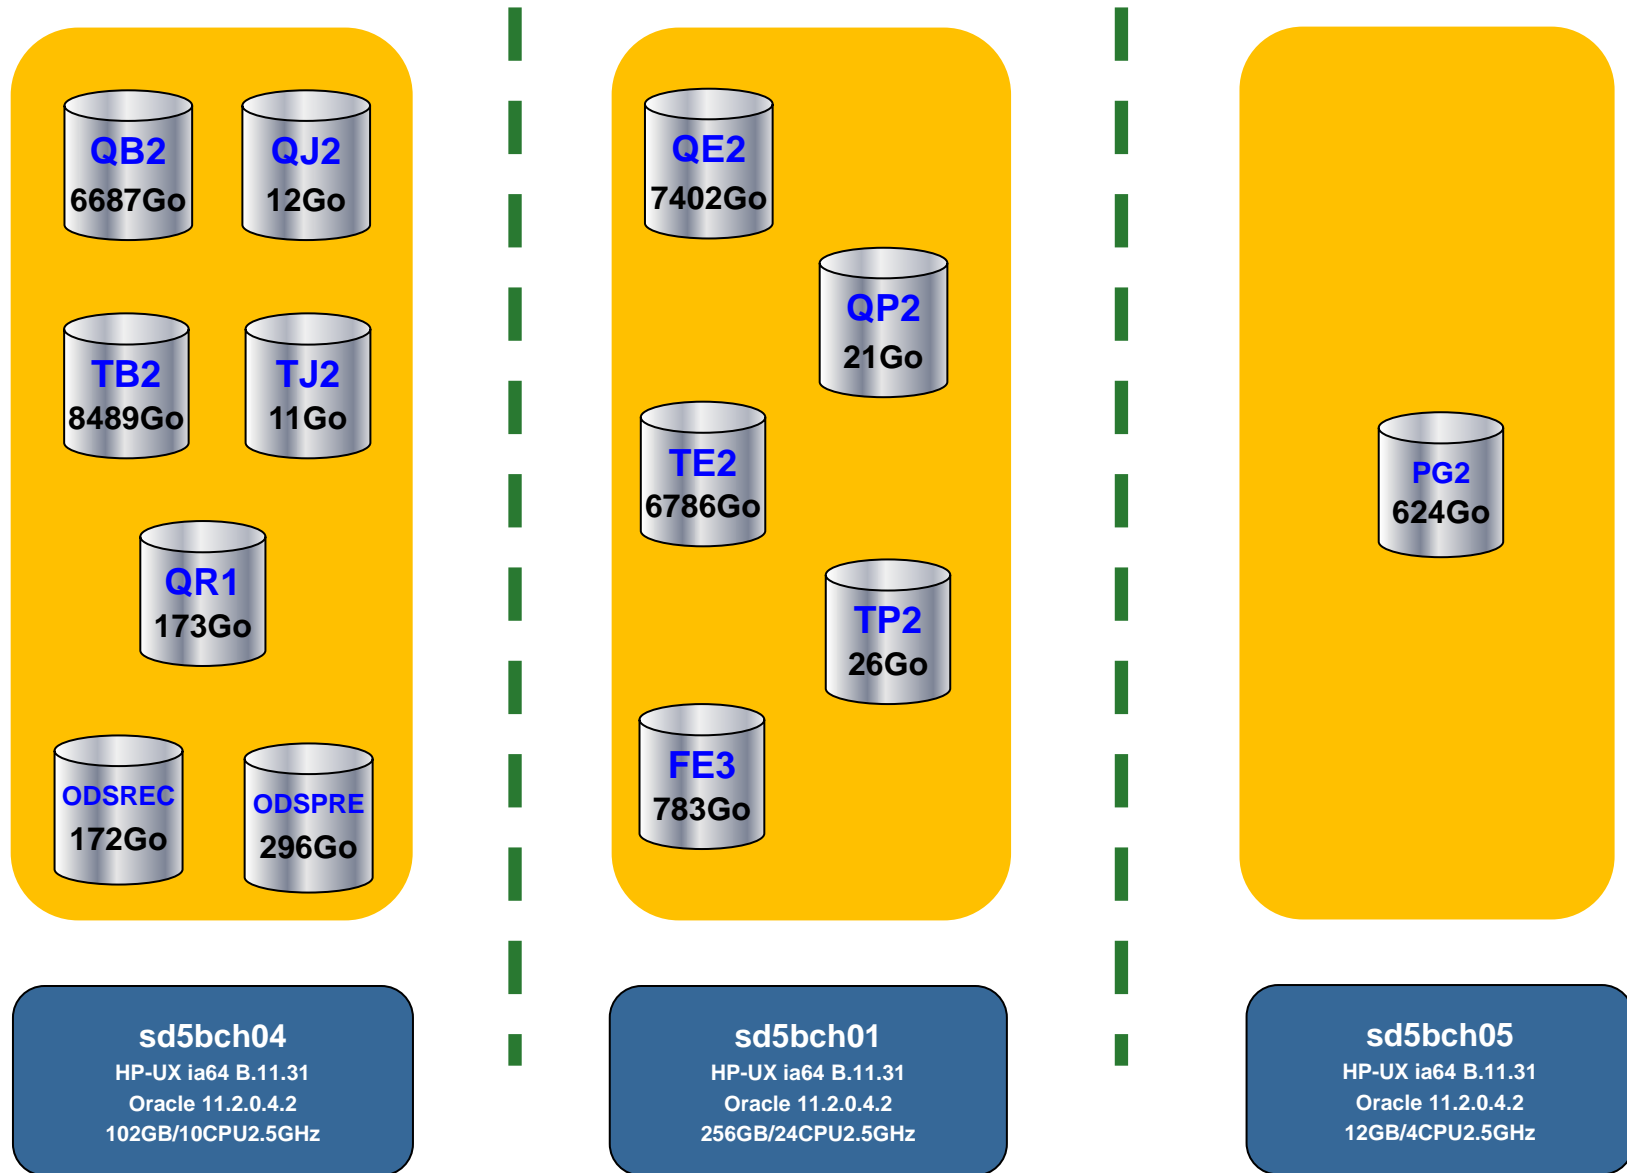 QB2
6687Go
QJ2
12Go
TB2
8489Go
TJ2
11Go
QR1
173Go
ODSREC
172Go
ODSPRE
296Go
sd5bch04
HP-UX ia64 B.11.31
Oracle 11.2.0.4.2
102GB/10CPU2.5GHz
QE2
7402Go
QP2
21Go
TE2
6786Go
TP2
26Go
FE3
783Go
sd5bch01
HP-UX ia64 B.11.31
Oracle 11.2.0.4.2
256GB/24CPU2.5GHz
PG2
624Go
sd5bch05
HP-UX ia64 B.11.31
Oracle 11.2.0.4.2
12GB/4CPU2.5GHz